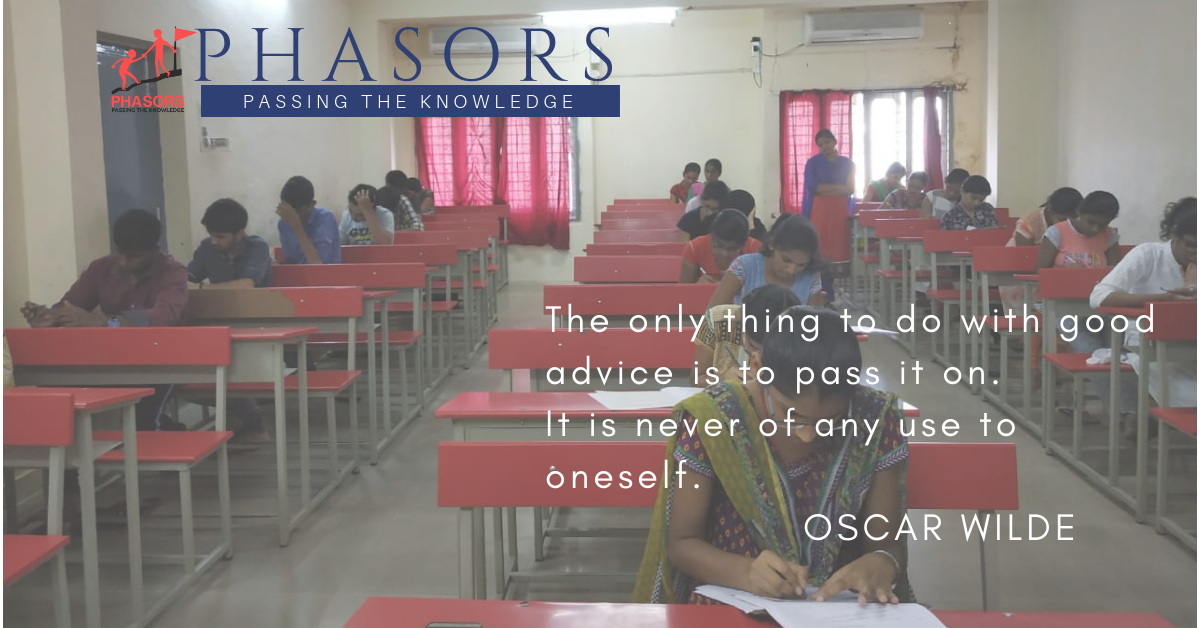 PHASORS
PASSING THE KNOWLEDGE
PHASORS
PASSING THE KNOWLEDGE
The only thing to do with good
advice is to pass it on.
It is never of any use to
oneself.
OSCAR WILDE